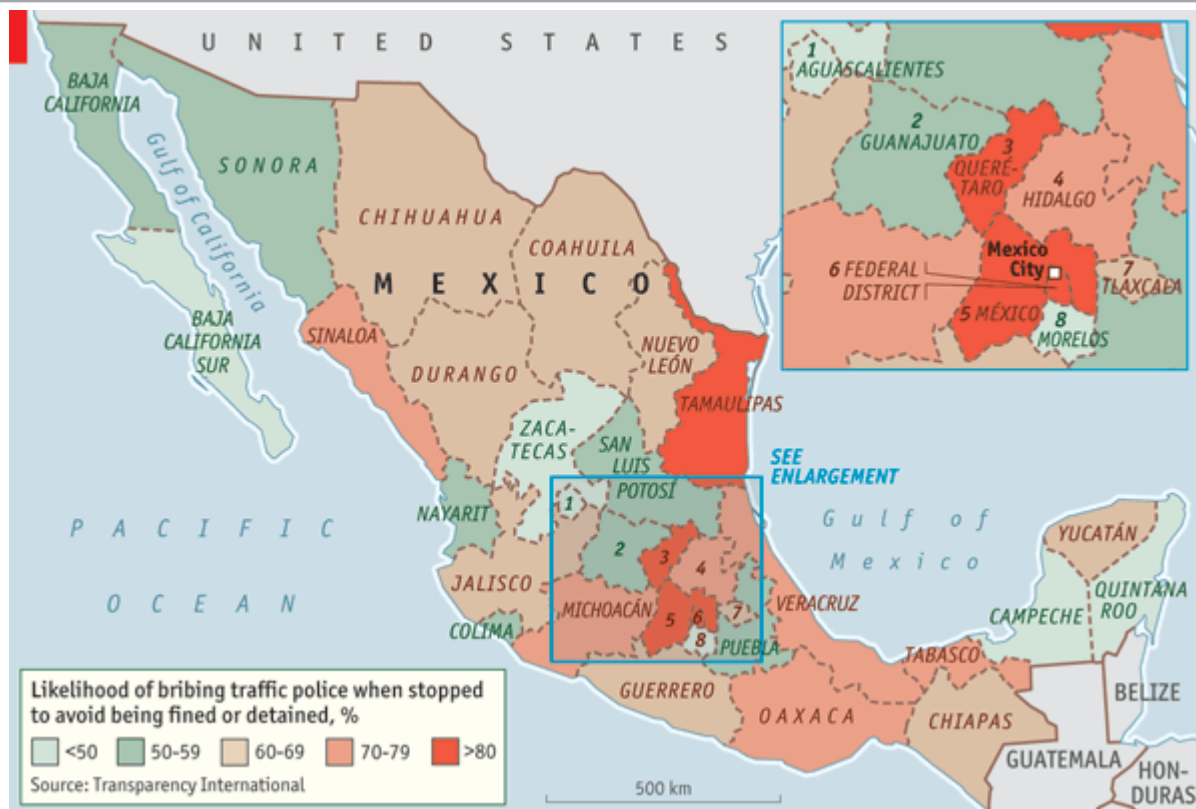 UNITED STATES
BAJA
CALIFORNIA
Gulf of California
SONORA
CHIHUAHUA
COAHUILA
MEXICO
BAJA
CALIFORNIA
SUR
SINALOA
DURANGO
NUEVO
LEÓN
TAMAULIPAS
ZACA-
TECAS
SAN
LUIS
POTOSÍ
SEE
ENLARGEMENT
NAYARIT
1
2
3
4
5
6
7
8
JALISCO
COLIMA
MICHOACÁN
VERACRUZ
PUEBLA
GUERRERO
OAXACA
TABASCO
CHIAPAS
CAMPECHE
YUCATÁN
QUINTANA
ROO
BELIZE
GUATEMALA
HON-
DURAS
PACIFIC
OCEAN
Gulf of
Mexico
1
AGUASCALIENTES
2
GUANAJUATO
3
QUERÉ-
TARO
4
HIDALGO
Mexico
City
6 FEDERAL
DISTRICT
7
TLAXCALA
5 MÉXICO
8
MORELOS
Likelihood of bribing traffic police when stopped
to avoid being fined or detained, %
<50 50-59 60-69 70-79 >80
Source: Transparency International
500 km